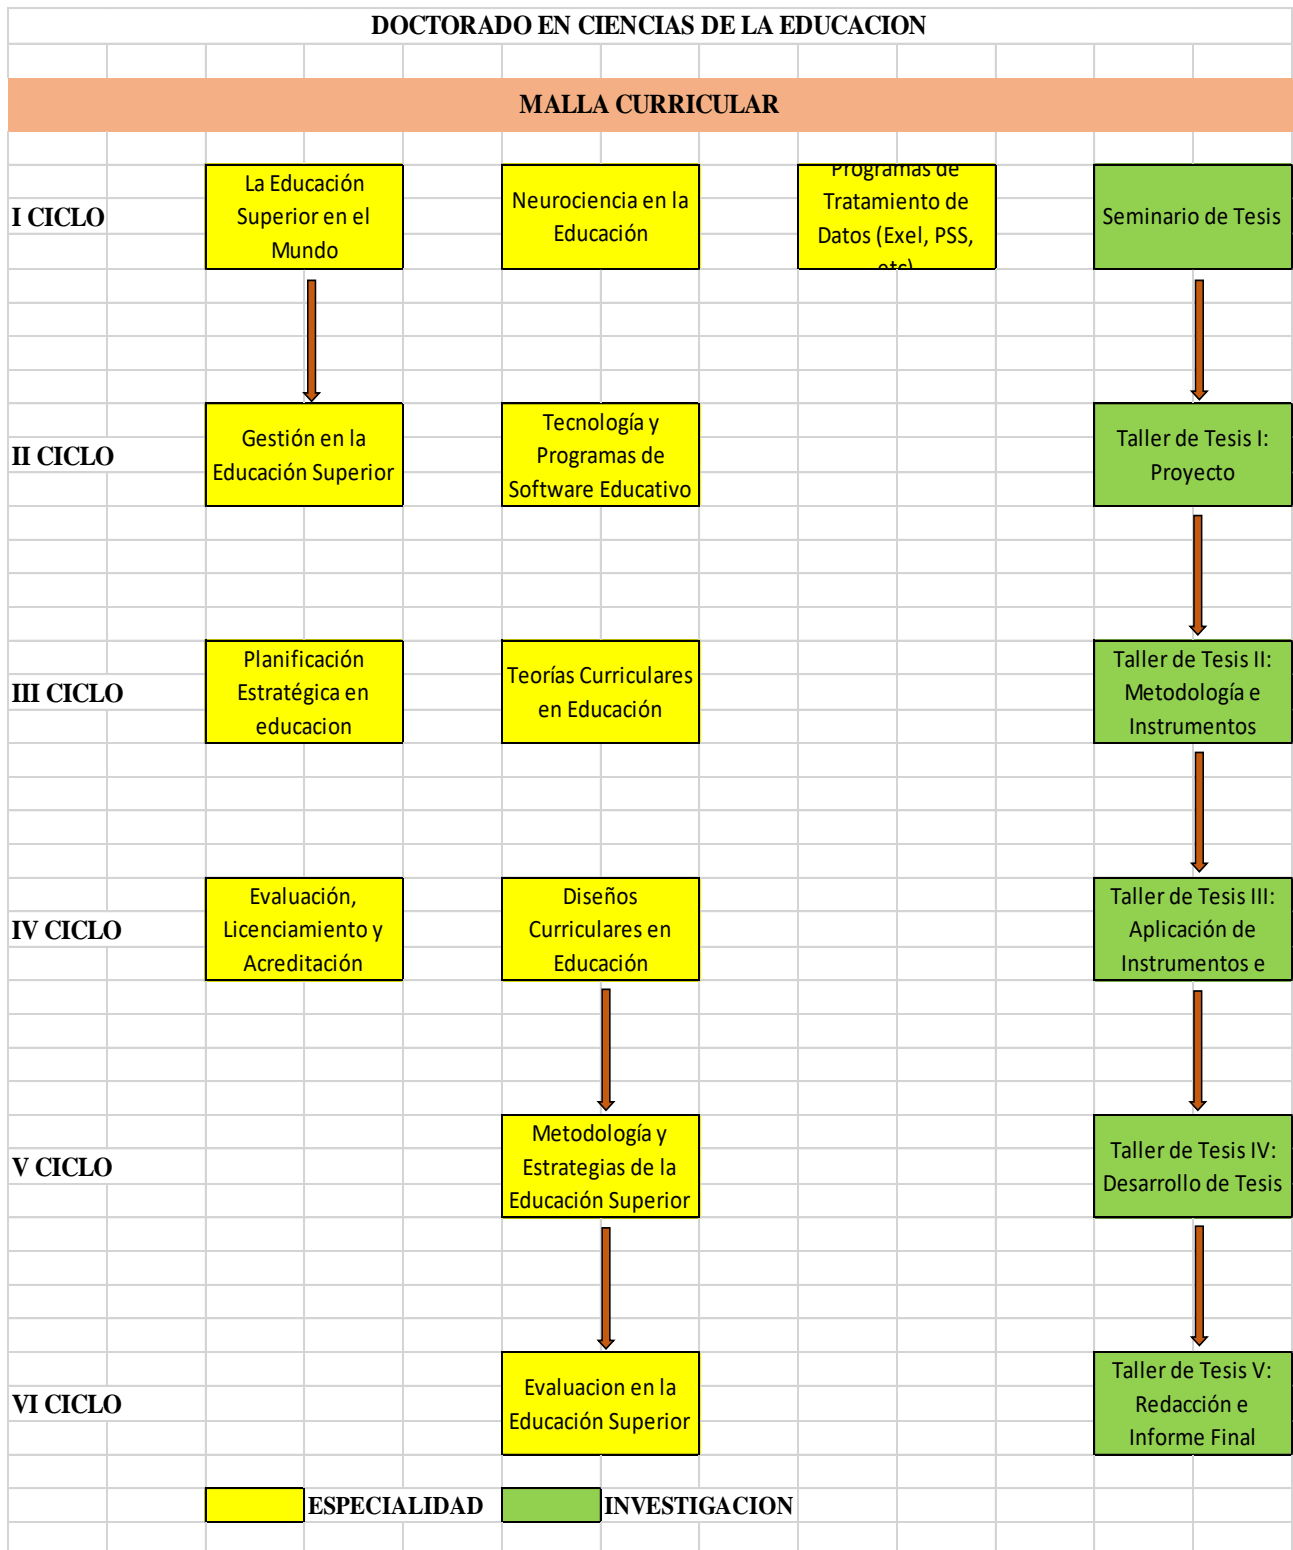 DOCTORADO EN CIENCIAS DE LA EDUCACION
MALLA CURRICULAR
I CICLO
La Educación
Superior en el
Mundo
Neurociencia en la
Educación
Programas de
Tratamiento de
Datos (Exel, PSS,
etc)
Seminario de Tesis
II CICLO
Gestión en la
Educación Superior
Tecnología y
Programas de
Software Educativo
Taller de Tesis I:
Proyecto
III CICLO
Planificación
Estratégica en
educacion
Teorías Curriculares
en Educación
Taller de Tesis II:
Metodología e
Instrumentos
IV CICLO
Evaluación,
Licenciamiento y
Acreditación
Diseños
Curriculares en
Educación
Taller de Tesis III:
Aplicación de
Instrumentos e
V CICLO
Metodología y
Estrategias de la
Educación Superior
Taller de Tesis IV:
Desarrollo de Tesis
VI CICLO
Evaluacion en la
Educación Superior
Taller de Tesis V:
Redacción e
Informe Final
ESPECIALIDAD
INVESTIGACION